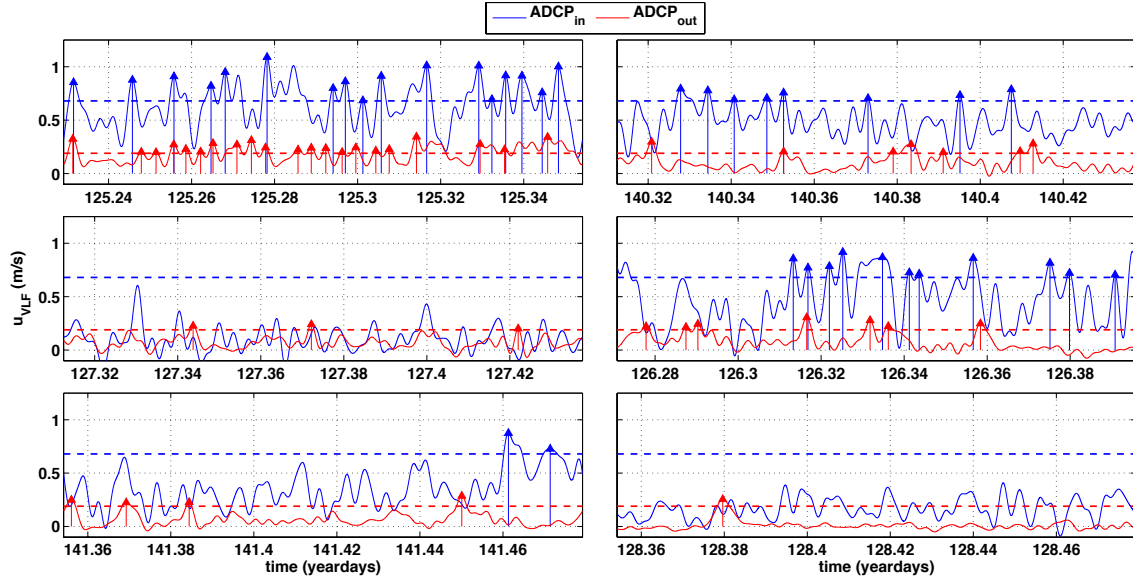 ADCP_in ADCP_out
1
0.5
0
125.24 125.26 125.28 125.3 125.32 125.34
140.32 140.34 140.36 140.38 140.4 140.42
u_VLF (m/s)
1
0.5
0
127.32 127.34 127.36 127.38 127.4 127.42
126.28 126.3 126.32 126.34 126.36 126.38
1
0.5
0
141.36 141.38 141.4 141.42 141.44 141.46
128.36 128.38 128.4 128.42 128.44 128.46
time (yeardays) time (yeardays)